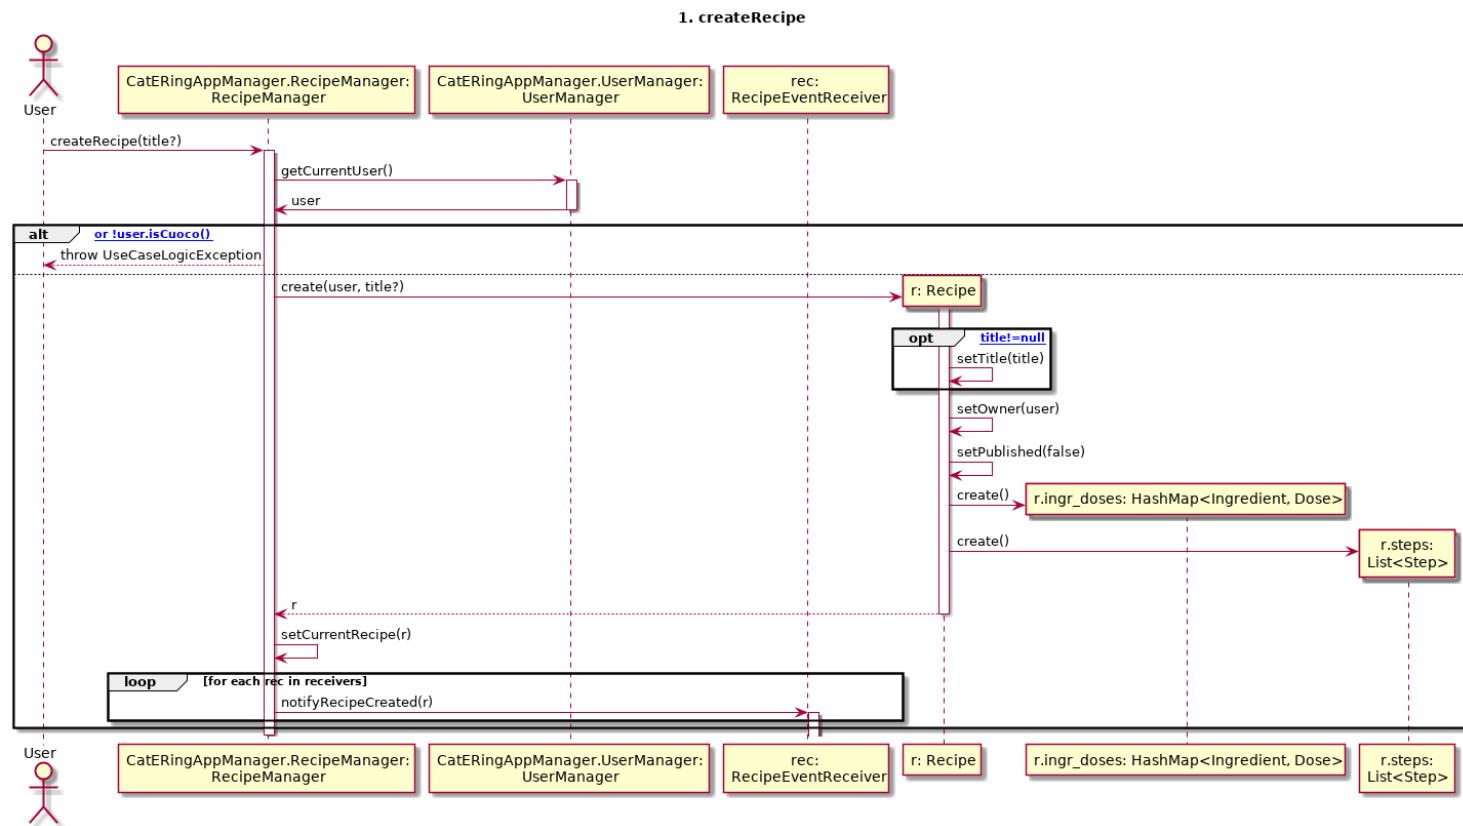 1. createRecipe
User
CatERingAppManager.RecipeManager:
RecipeManager
CatERingAppManager.UserManager:
UserManager
rec:
RecipeEventReceiver
createRecipe(title?)
getCurrentUser()
user
alt
or !user.isCuoco()
throw UseCaseLogicException
create(user, title?)
r: Recipe
opt
title!=null
setTitle(title)
setOwner(user)
setPublished(false)
create()
r.ingr_doses: HashMap<Ingredient, Dose>
create()
r.steps:
List<Step>
r
setCurrentRecipe(r)
loop
[for each rec in receivers]
notifyRecipeCreated(r)
User
CatERingAppManager.RecipeManager:
RecipeManager
CatERingAppManager.UserManager:
UserManager
rec:
RecipeEventReceiver
r: Recipe
r.ingr_doses: HashMap<Ingredient, Dose>
r.steps:
List<Step>